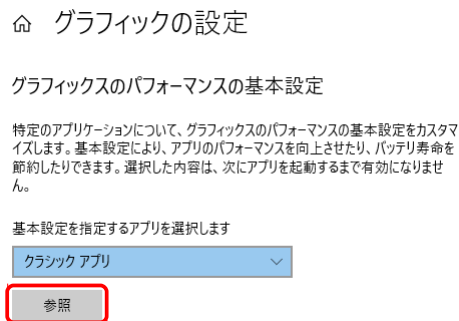 グラフィックの設定
グラフィックスのパフォーマンスの基本設定
特定のアプリケーションについて、グラフィックスのパフォーマンスの基本設定をカスタマ
イズします。基本設定により、アプリのパフォーマンスを向上させたり、バッテリ寿命を
節約したりできます。選択した内容は、次にアプリを起動するまで有効になりませ
ん。
基本設定を指定するアプリを選択します
クラシック アプリ
参照